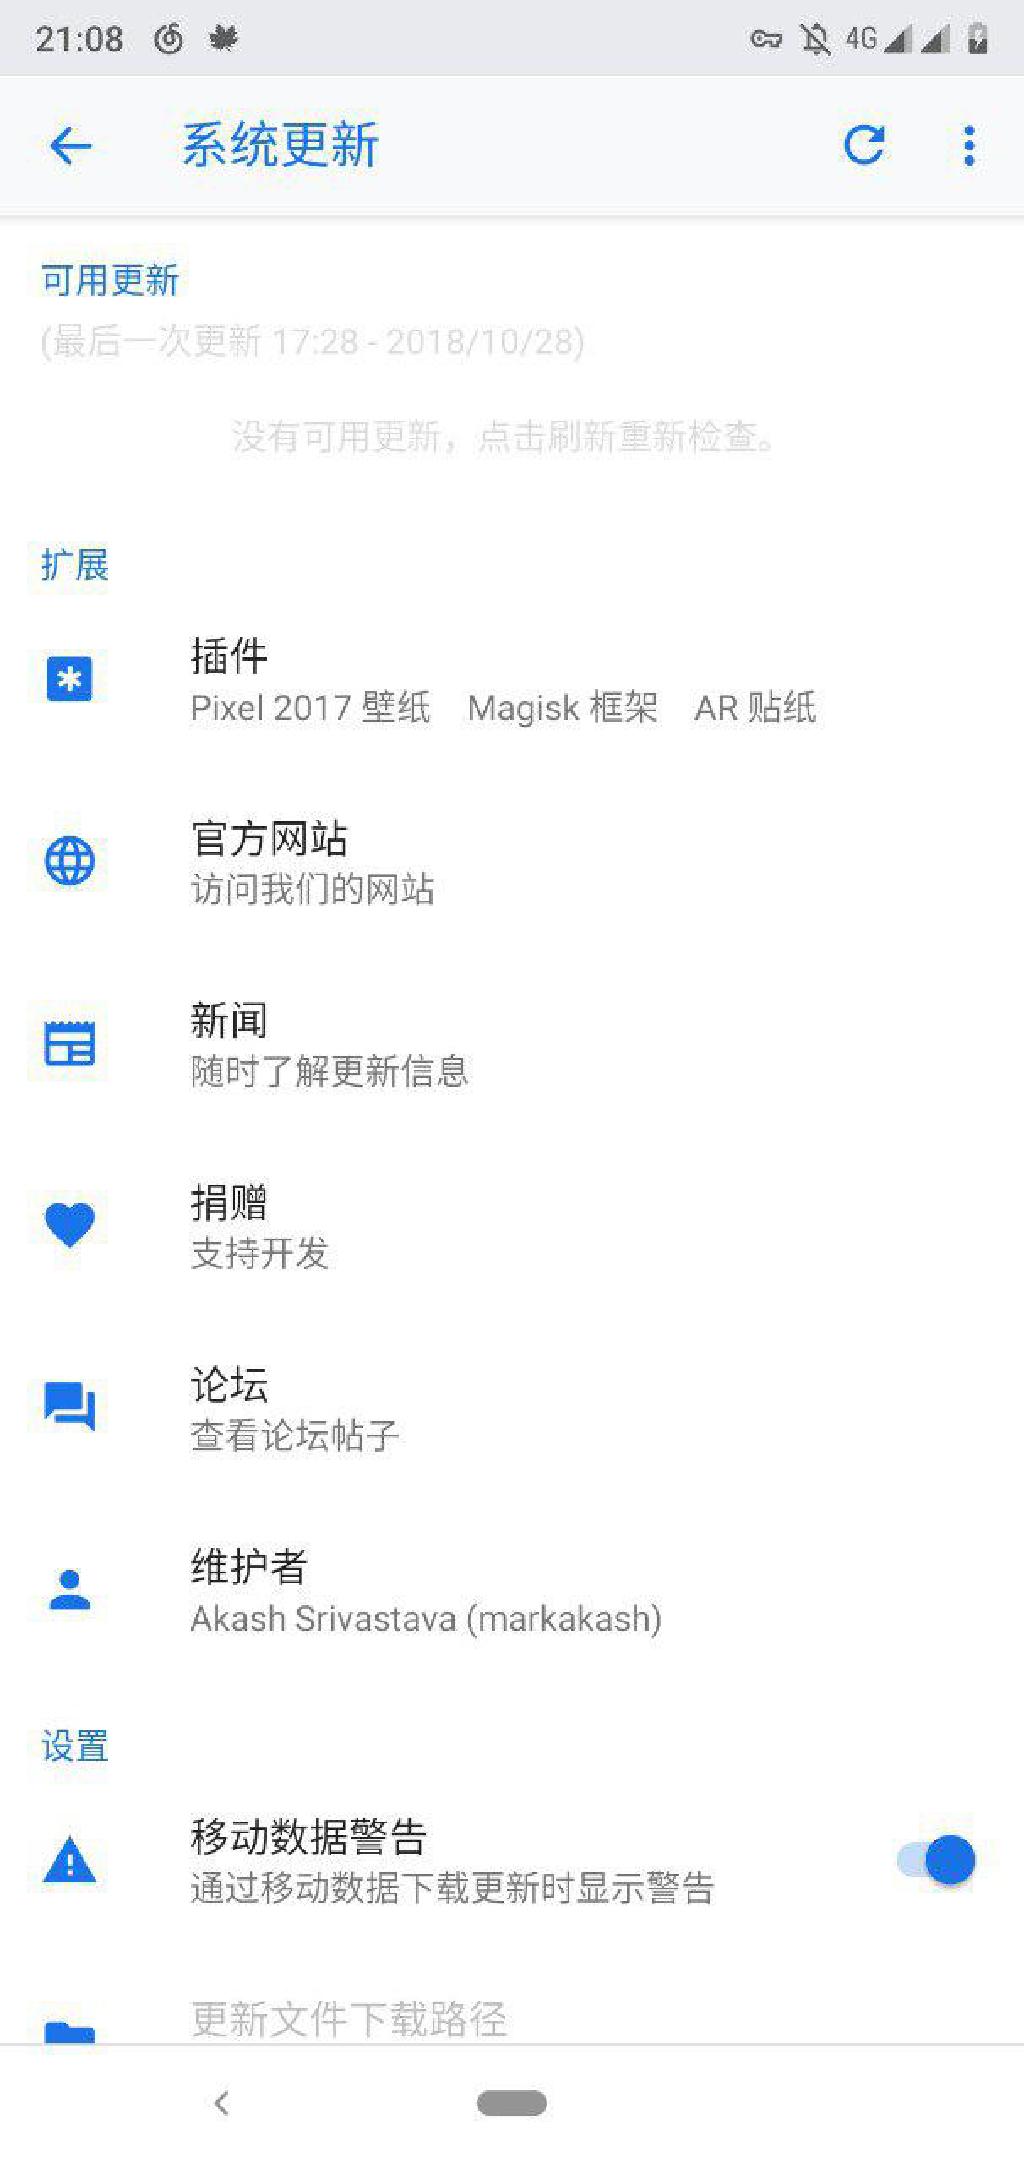 21:08
4G
系统更新
可用更新
(最后一次更新 17:28 - 2018/10/28)
没有可用更新，点击刷新重新检查。
扩展
插件
Pixel 2017 壁纸 Magisk 框架 AR 贴纸
官方网站
访问我们的网站
新闻
随时了解更新信息
捐赠
支持开发
论坛
查看论坛帖子
维护者
Akash Srivastava (markakash)
设置
移动数据警告
通过移动数据下载更新时显示警告
更新文件下载路径